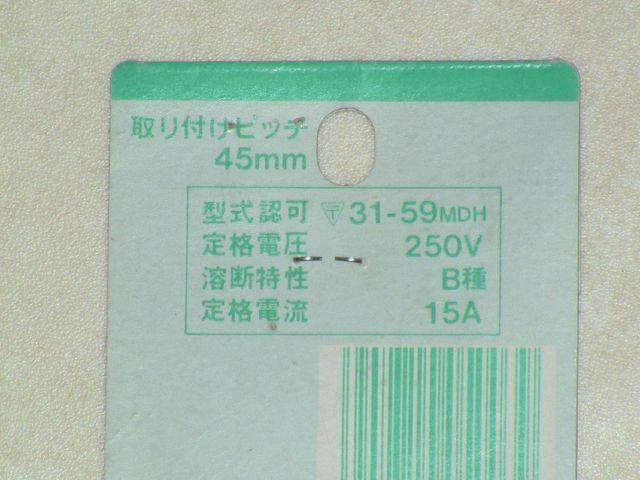 取り付けピッチ
45mm
型式認可 〒 31-59MDH
定格電圧 250V
溶断特性 B種
定格電流 15A